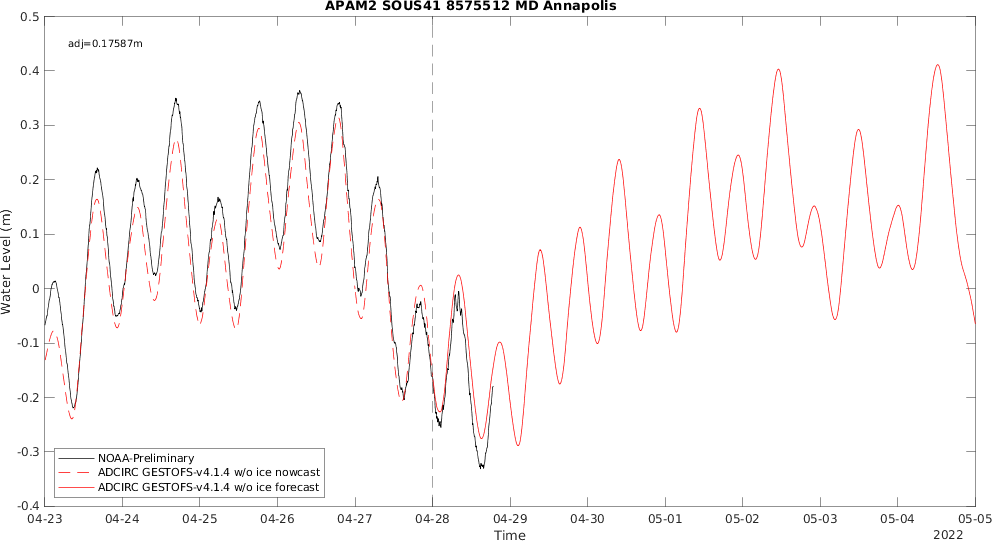 APAM2 SOUS41 8575512 MD Annapolis
adj=0.17587m
0.5
0.4
0.3
0.2
0.1
0
-0.1
-0.2
-0.3
-0.4
Water Level (m)
NOAA-Preliminary
ADCIRC GESTOFS-v4.1.4 w/o ice nowcast
ADCIRC GESTOFS-v4.1.4 w/o ice forecast
04-23 04-24 04-25 04-26 04-27 04-28 04-29 04-30 05-01 05-02 05-03 05-04 05-05
Time
2022